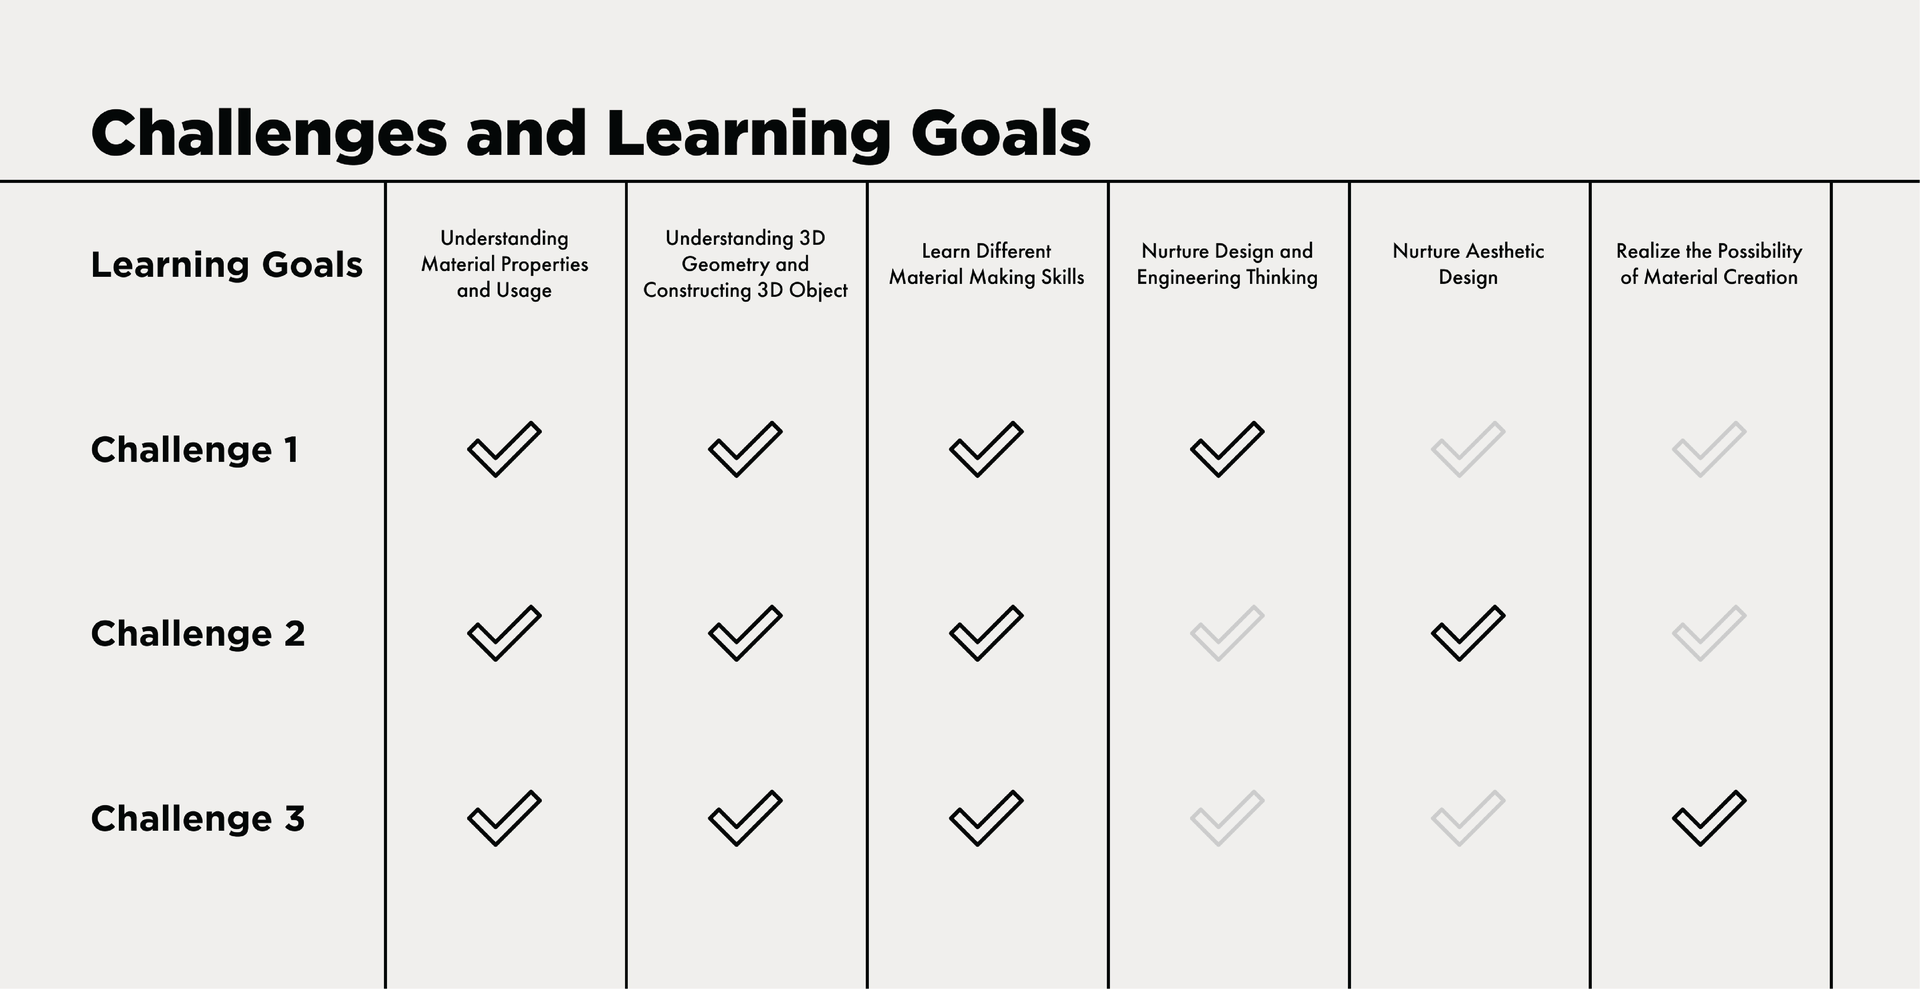 Challenges and Learning Goals
Learning Goals
Understanding
Material Properties
and Usage
Understanding 3D
Geometry and
Constructing 3D Object
Learn Different
Material Making Skills
Nurture Design and
Engineering Thinking
Nurture Aesthetic
Design
Realize the Possibility
of Material Creation
Challenge 1
Challenge 2
Challenge 3